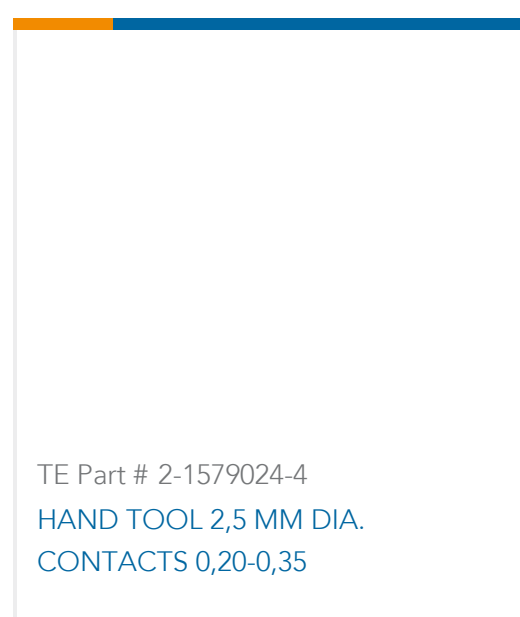 TE Part # 2-1579024-4
HAND TOOL 2,5 MM DIA.
CONTACTS 0,20-0,35